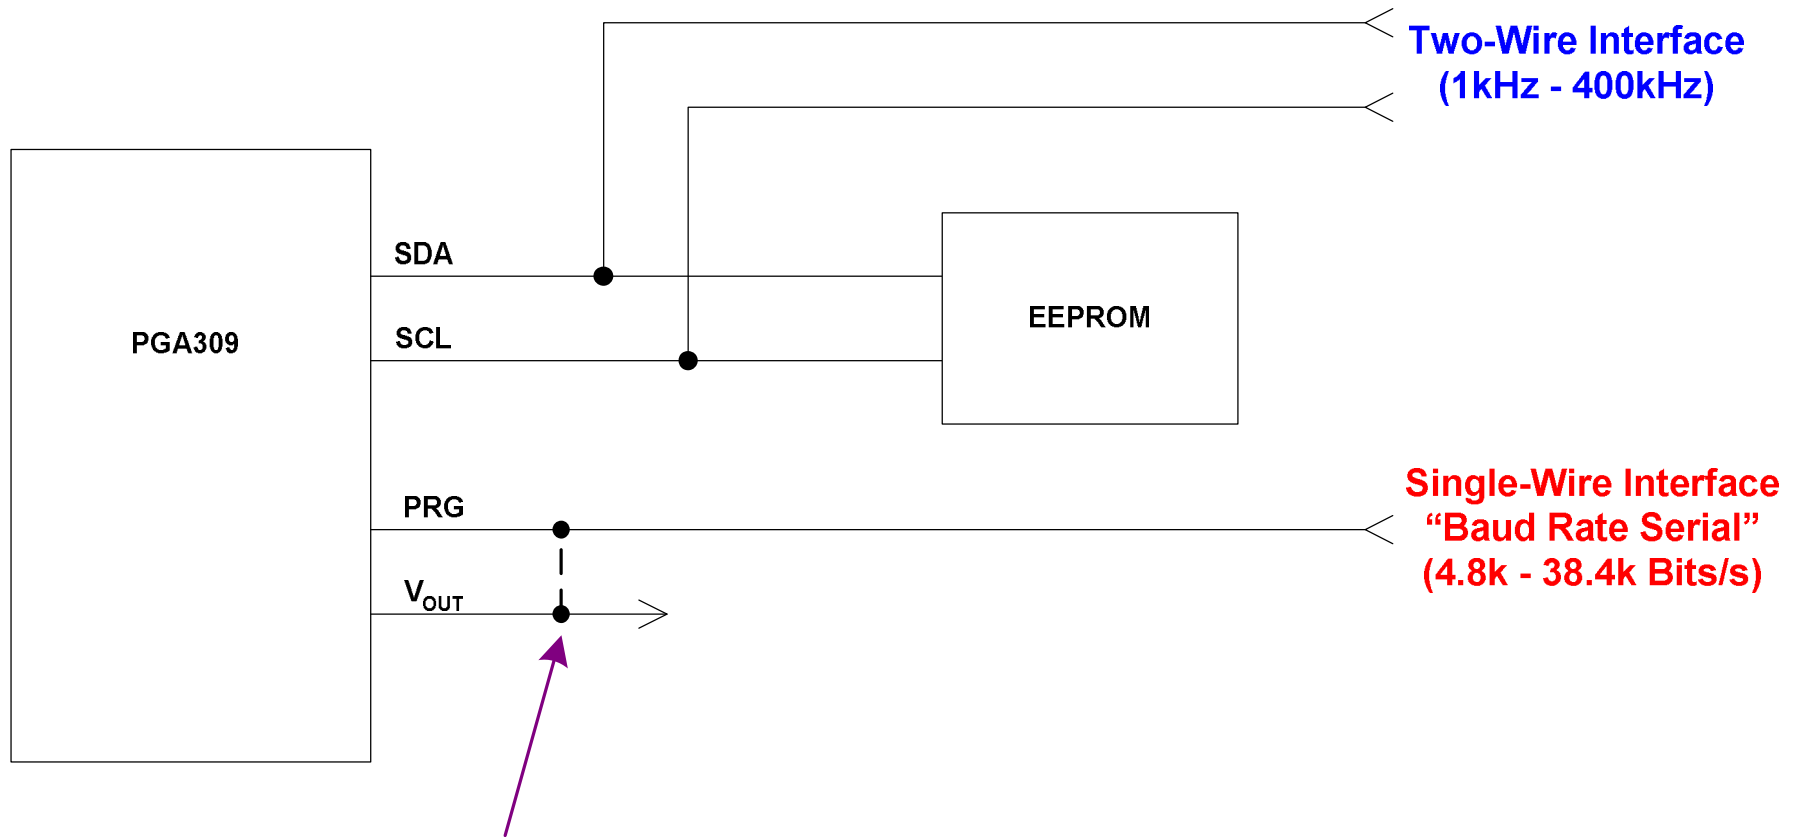 Two-Wire Interface
(1kHz - 400kHz)
SDA
EEPROM
SCL
PGA309
Single-Wire Interface
“Baud Rate Serial”
(4.8k - 38.4k Bits/s)
PRG
VOUT